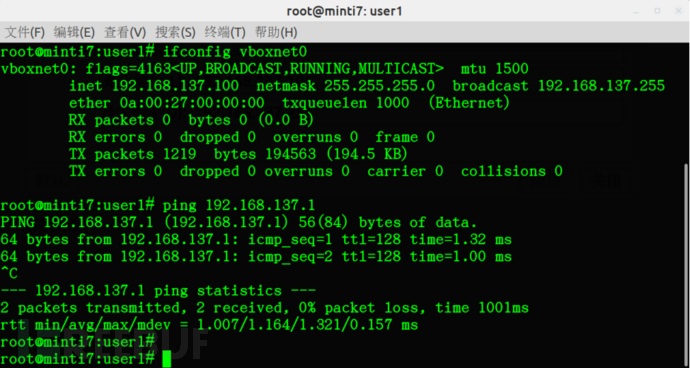 root@minti7: user1
文件(F) 编辑(E) 查看(V) 搜索(S) 终端(T) 帮助(H)
root@minti7:user1# ifconfig vboxnet0
vboxnet0: flags=4163<UP,BROADCAST,RUNNING,MULTICAST>  mtu 1500
        inet 192.168.137.100  netmask 255.255.255.0  broadcast 192.168.137.255
        ether 0a:00:27:00:00:00  txqueuelen 1000  (Ethernet)
        RX packets 0  bytes 0 (0.0 B)
        RX errors 0  dropped 0  overruns 0  frame 0
        TX packets 1219  bytes 194563 (194.5 KB)
        TX errors 0  dropped 0 overruns 0  carrier 0  collisions 0
root@minti7:user1# ping 192.168.137.1
PING 192.168.137.1 (192.168.137.1) 56(84) bytes of data.
64 bytes from 192.168.137.1: icmp_seq=1 ttl=128 time=1.32 ms
64 bytes from 192.168.137.1: icmp_seq=2 ttl=128 time=1.00 ms
^C
--- 192.168.137.1 ping statistics ---
2 packets transmitted, 2 received, 0% packet loss, time 1001ms
rtt min/avg/max/mdev = 1.007/1.164/1.321/0.157 ms
root@minti7:user1#
root@minti7:user1#